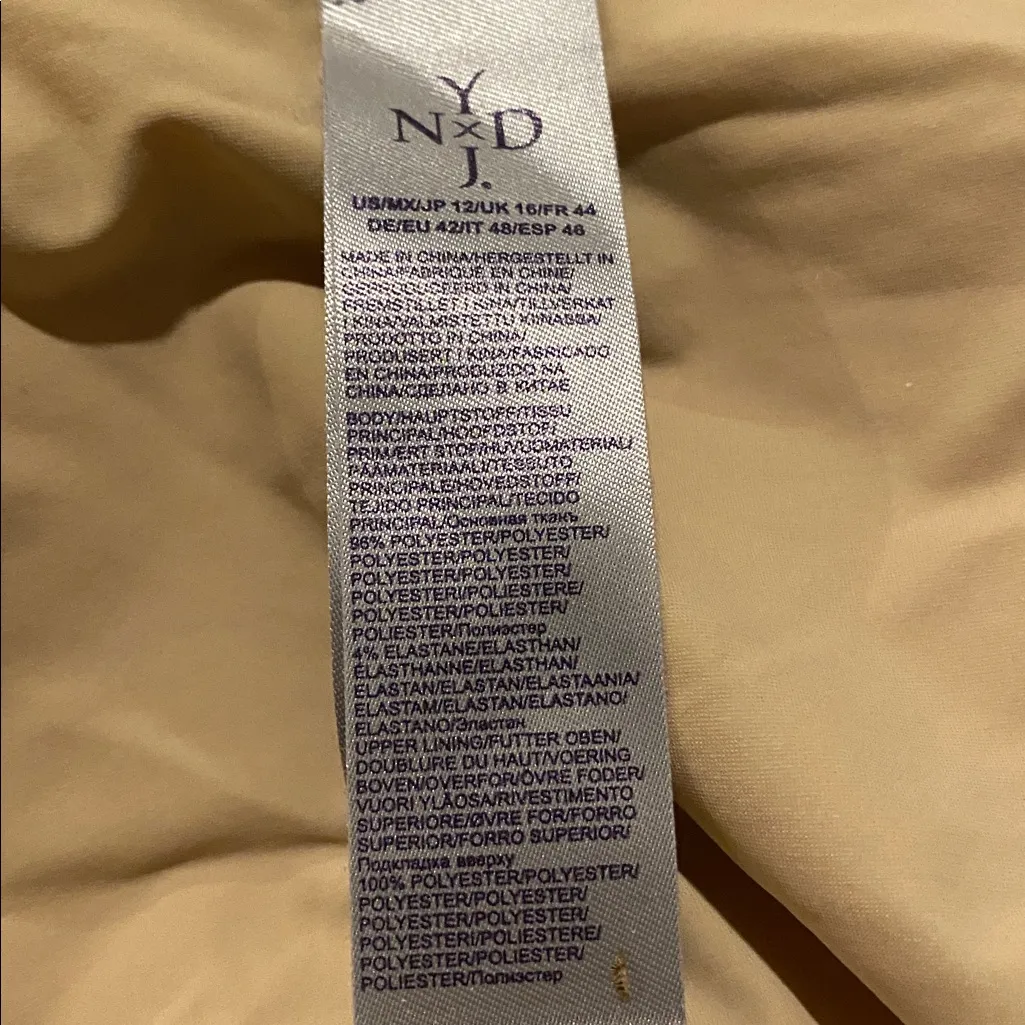 NYDJ.
US/MX/JP 12/UK 16/FR 44
DE/EU 42/IT 48/ESP 46
MADE IN CHINA/HERGESTELLT IN
CHINA/FABRIQUÉ EN CHINE/
IN CHINA/
FREMSTILLET I KINA/TILLVERKAT
I KINA/VALMISTETTU KIINASSA/
PRODOTTO IN CHINA/
PRODUSERT I KINA/FABRICADO
EN CHINA/PRODUZIDO NA
CHINA/СДЕЛАНО В КИТАЕ
BODY/HAUPTSTOFF/TISSU
PRINCIPAL/HOOFDSTOF/
PRIMÆRT STOF/HUVUDMATERIAL/
PÄÄMATERIAALI/TESSUTO
PRINCIPALE/HOVEDSTOFF/
TEJIDO PRINCIPAL/TECIDO
PRINCIPAL/Основная ткань
96% POLYESTER/POLYESTER/
POLYESTER/POLYESTER/
POLYESTER/POLYESTER/
POLYESTERI/POLIESTERE/
POLYESTER/POLIESTER/
POLIESTER/Полиэстер
4% ELASTANE/ELASTHAN/
ELASTHANNE/ELASTHAN/
ELASTAN/ELASTAN/ELASTAANIA/
ELASTAM/ELASTAN/ELASTANO/
ELASTANO/Эластан
UPPER LINING/FUTTER OBEN/
DOUBLURE DU HAUT/VOERING
BOVEN/OVERFOR/ÖVRE FODER/
VUORI YLÄOSA/RIVESTIMENTO
SUPERIORE/ØVRE FOR/FORRO
SUPERIOR/FORRO SUPERIOR/
Подкладка вверху
100% POLYESTER/POLYESTER/
POLYESTER/POLYESTER/
POLYESTER/POLYESTER/
POLYESTERI/POLIESTERE/
POLYESTER/POLIESTER/
POLIESTER/Полиэстер